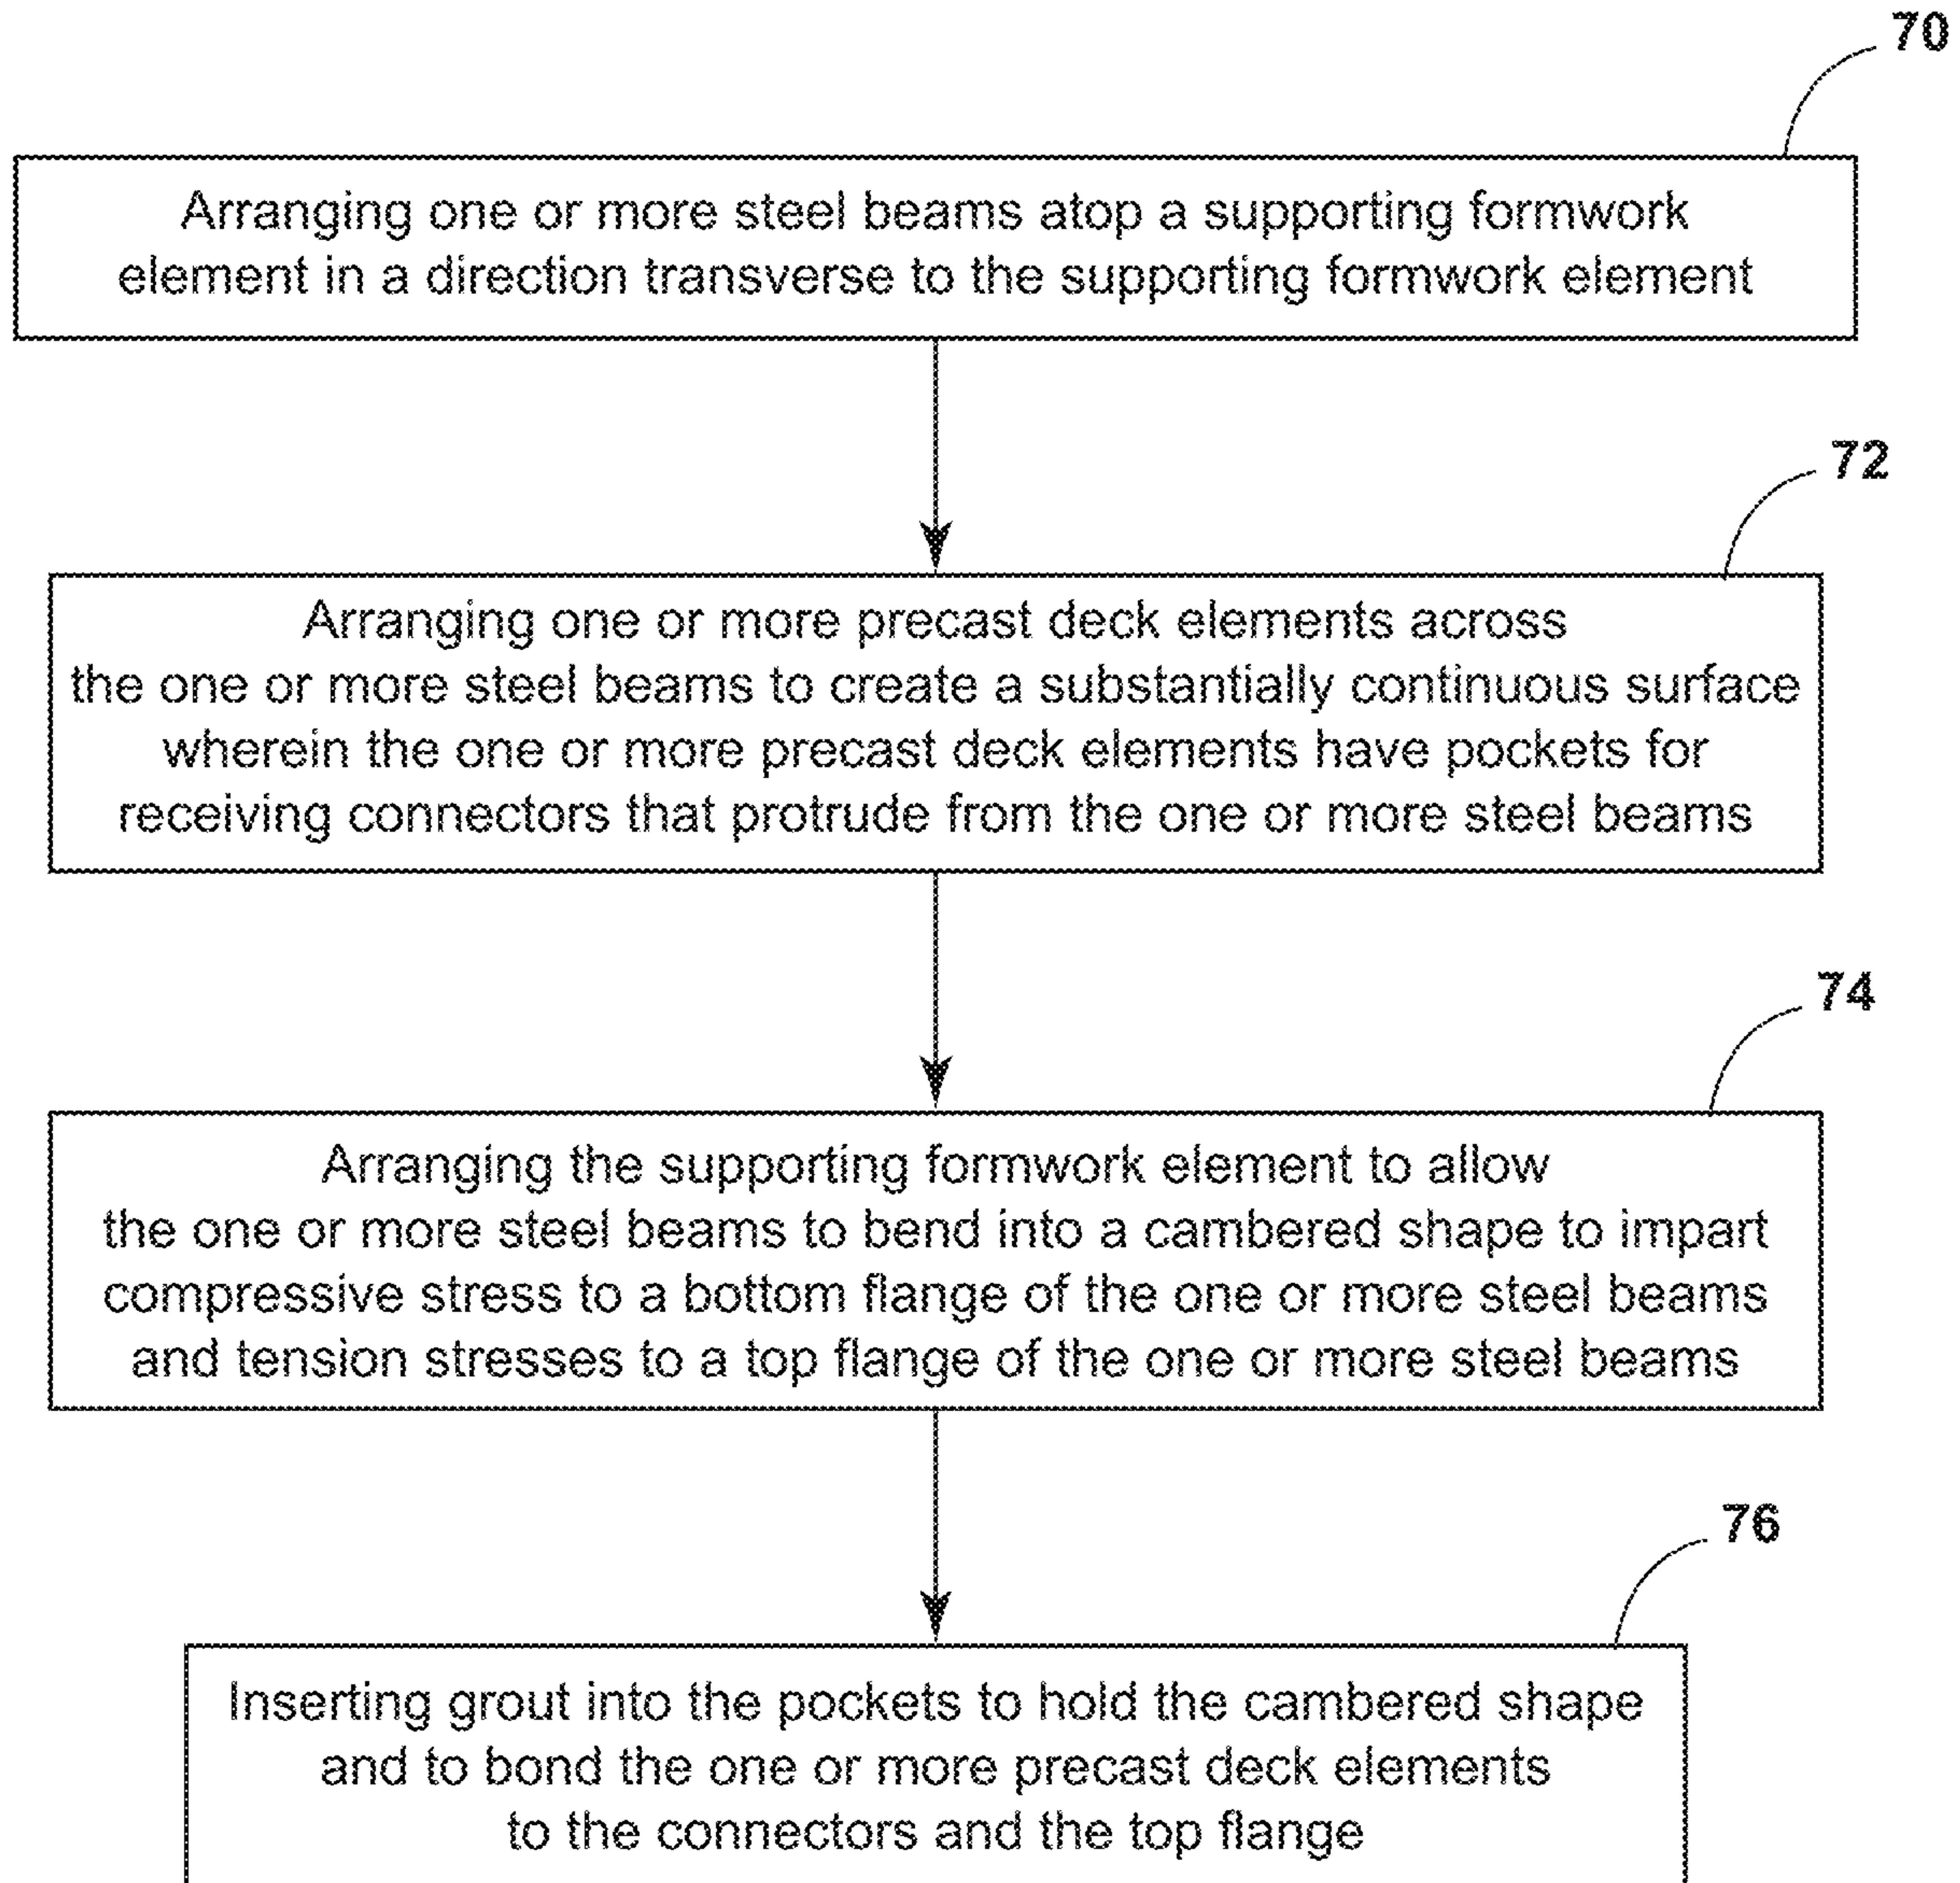 70
Arranging one or more steel beams atop a supporting formwork
element in a direction transverse to the supporting formwork element
72
Arranging one or more precast deck elements across
the one or more steel beams to create a substantially continuous surface
wherein the one or more precast deck elements have pockets for
receiving connectors that protrude from the one or more steel beams
74
Arranging the supporting formwork element to allow
the one or more steel beams to bend into a cambered shape to impart
compressive stress to a bottom flange of the one or more steel beams
and tension stresses to a top flange of the one or more steel beams
76
Inserting grout into the pockets to hold the cambered shape
and to bond the one or more precast deck elements
to the connectors and the top flange